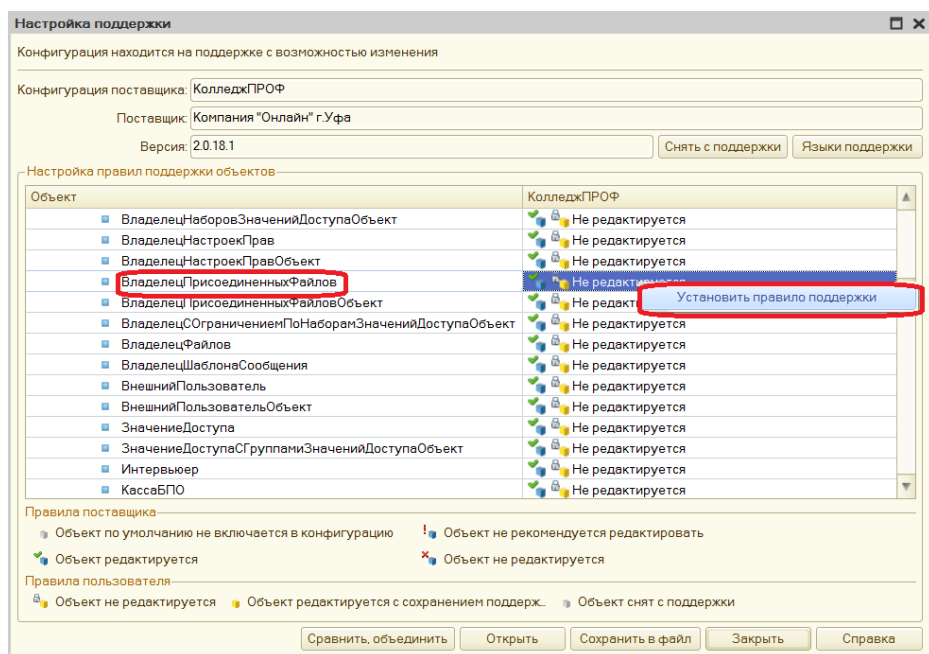 Настройка поддержки
Конфигурация находится на поддержке с возможностью изменения
Конфигурация поставщика: КолледжПРОФ
Поставщик: Компания "Онлайн" г.Уфа
Версия: 2.0.18.1 Снять с поддержки Языки поддержки
Настройка правил поддержки объектов
Объект КолледжПРОФ
ВладелецНаборовЗначенийДоступаОбъект Не редактируется
ВладелецНастроекПрав Не редактируется
ВладелецНастроекПравОбъект Не редактируется
ВладелецПрисоединенныхФайлов Не редактируется
Установить правило поддержки
ВладелецПрисоединенныхФайловОбъект Не редакти
ВладелецСОграничениемПоНаборамЗначенийДоступаОбъект Не редактируется
ВладелецФайлов Не редактируется
ВладелецШаблонаСообщения Не редактируется
ВнешнийПользователь Не редактируется
ВнешнийПользовательОбъект Не редактируется
ЗначениеДоступа Не редактируется
ЗначениеДоступаСГруппамиЗначенийДоступаОбъект Не редактируется
Интервьюер Не редактируется
КассаБПО Не редактируется
Правила поставщика
Объект по умолчанию не включается в конфигурацию Объект не рекомендуется редактировать
Объект редактируется Объект не редактируется
Правила пользователя
Объект не редактируется Объект редактируется с сохранением поддерж... Объект снят с поддержки
Сравнить, объединить Открыть Сохранить в файл Закрыть Справка